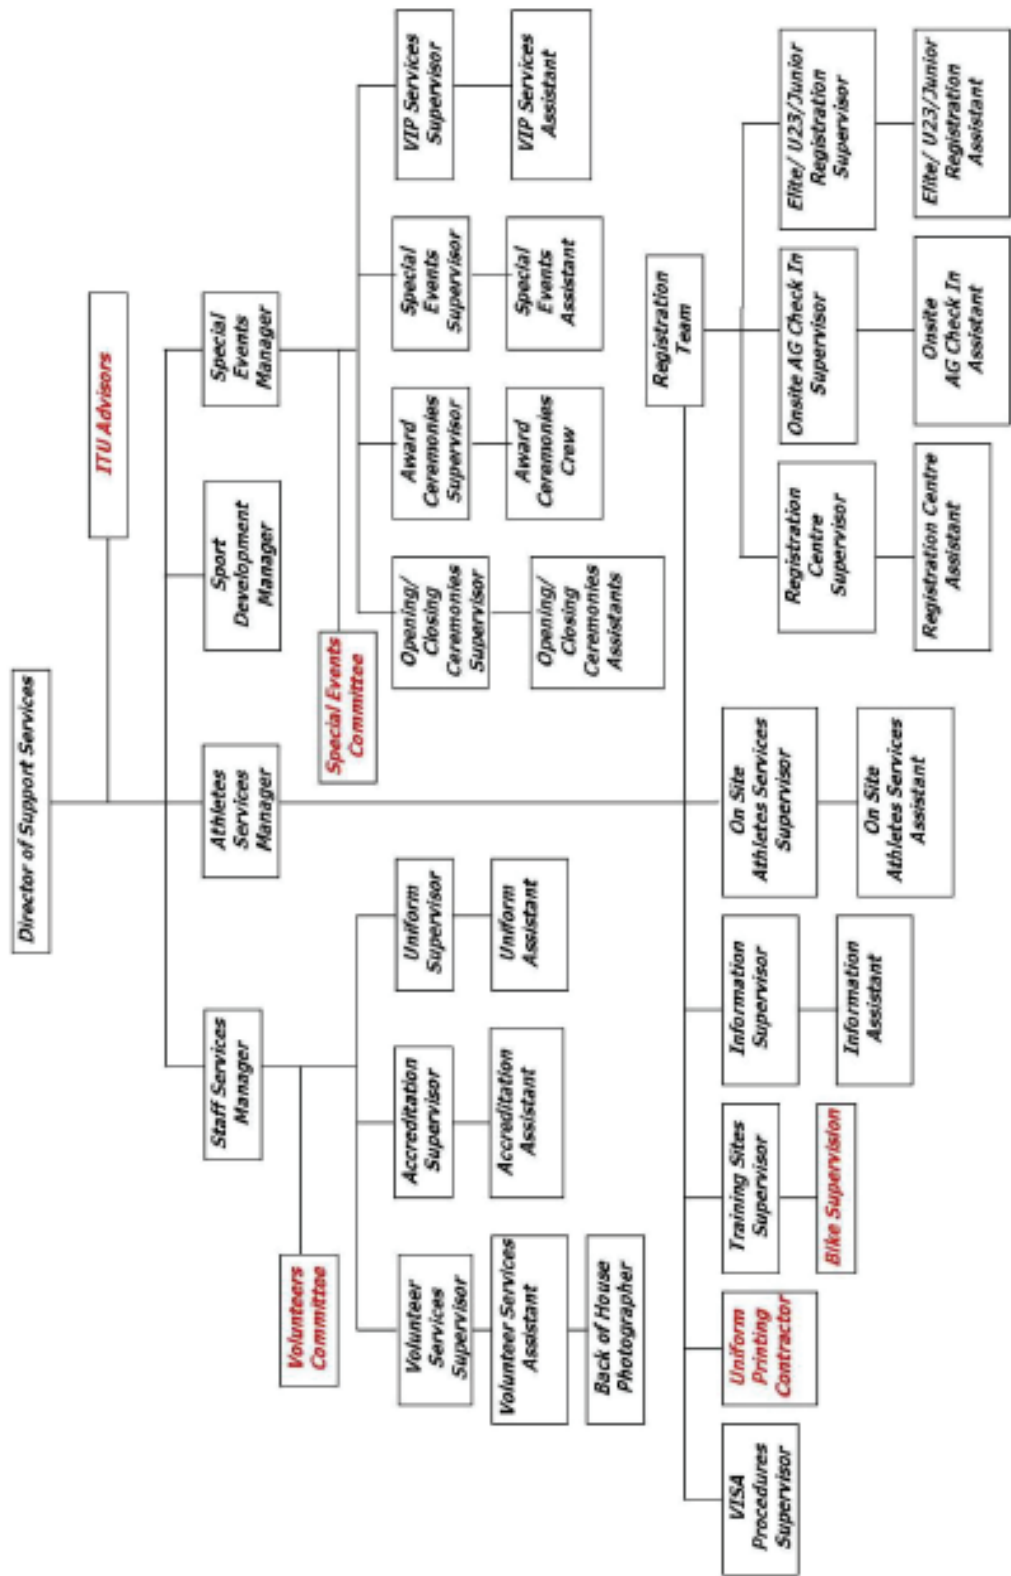 Director of Support Services
ITU Advisors
Staff Services
Manager
Athletes
Services
Manager
Sport
Development
Manager
Special
Events
Manager
Volunteers
Committee
Special Events
Committee
Volunteer
Services
Supervisor
Accreditation
Supervisor
Uniform
Supervisor
Opening/
Closing
Ceremonies
Supervisor
Award
Ceremonies
Supervisor
Special
Events
Supervisor
VIP Services
Supervisor
Volunteer Services
Assistant
Accreditation
Assistant
Uniform
Assistant
Opening/
Closing
Ceremonies
Assistants
Award
Ceremonies
Crew
Special
Events
Assistant
VIP Services
Assistant
Back of House
Photographer
Registration
Team
VISA
Procedures
Supervisor
Uniform
Printing
Contractor
Training Sites
Supervisor
Information
Supervisor
On Site
Athletes Services
Supervisor
Registration
Centre
Supervisor
Onsite AG Check In
Supervisor
Elite/ U23/Junior
Registration
Supervisor
Bike Supervision
Information
Assistant
On Site
Athletes Services
Assistant
Registration Centre
Assistant
Onsite
AG Check In
Assistant
Elite/ U23/Junior
Registration
Assistant